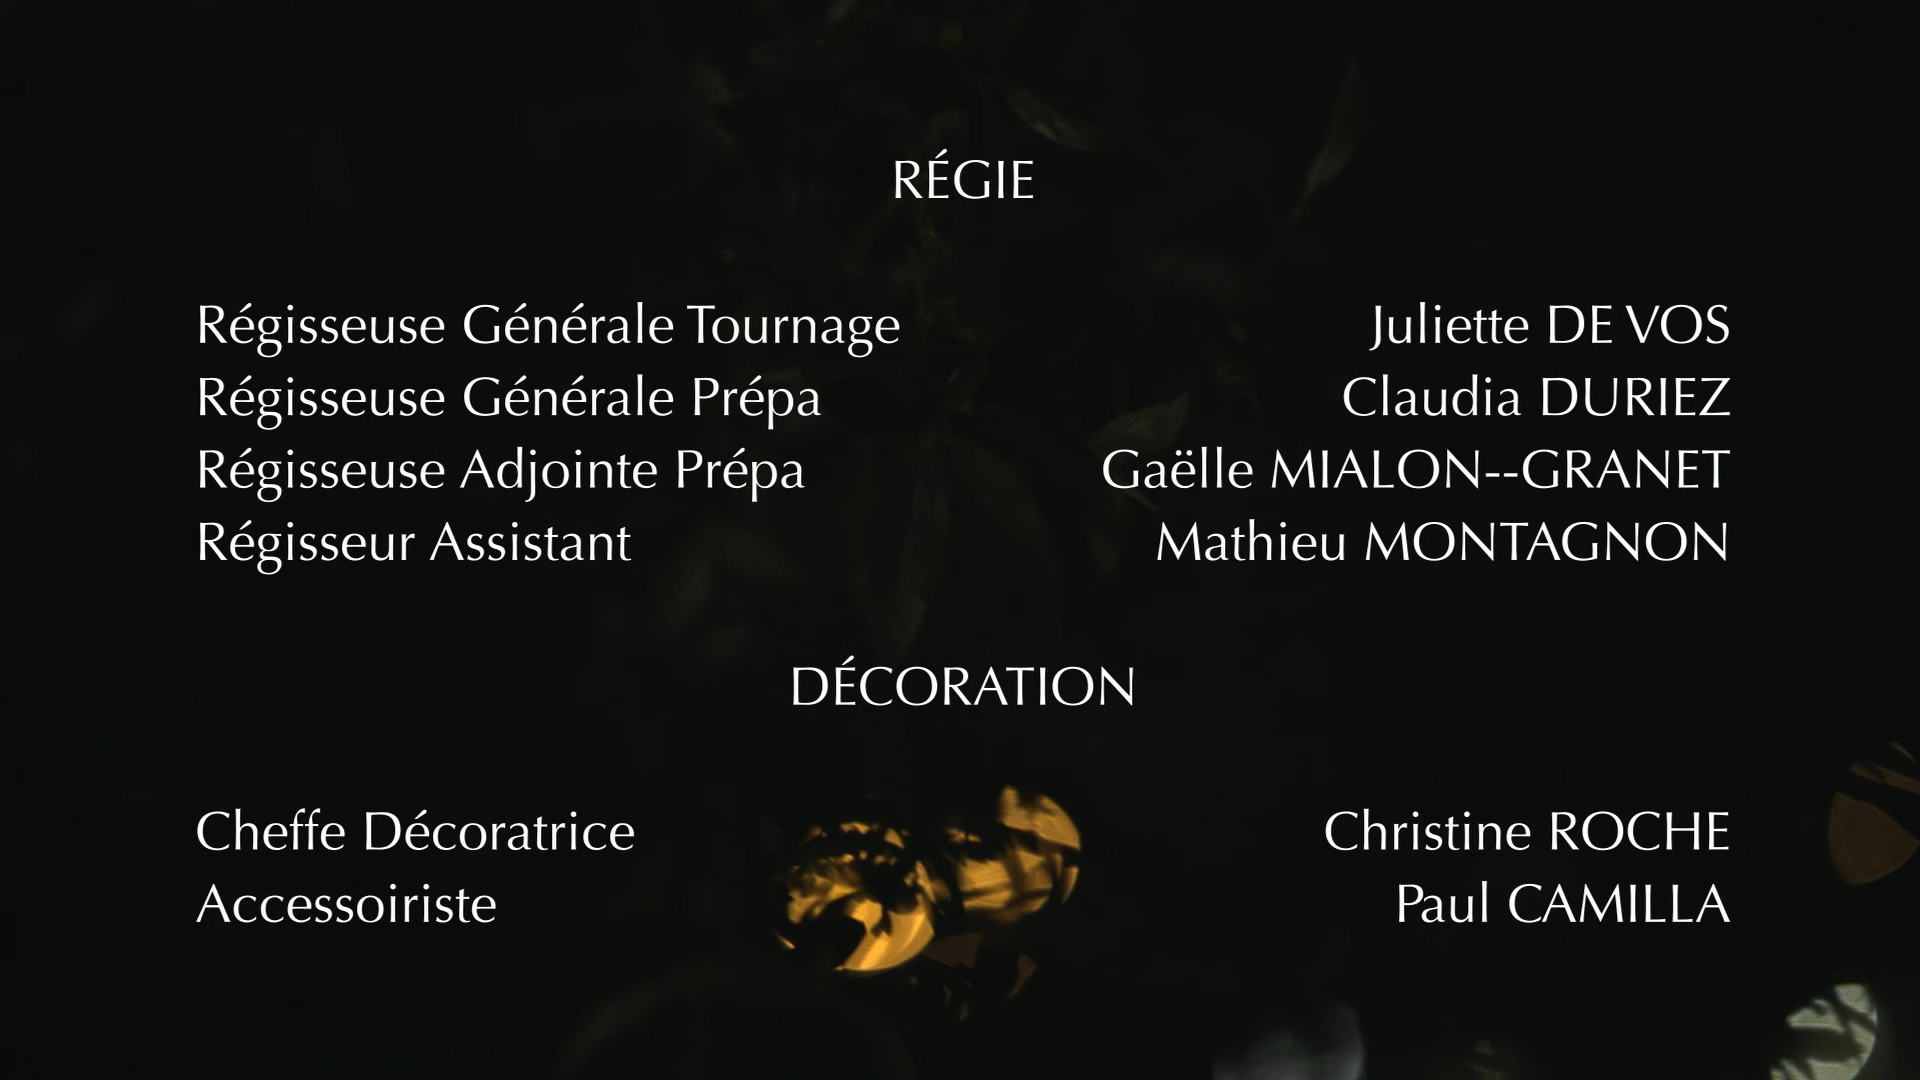 RÉGIE
Régisseuse Générale Tournage Juliette DE VOS
Régisseuse Générale Prépa Claudia DURIEZ
Régisseuse Adjointe Prépa Gaëlle MIALON--GRANET
Régisseur Assistant Mathieu MONTAGNON
DÉCORATION
Cheffe Décoratrice Christine ROCHE
Accessoiriste Paul CAMILLA